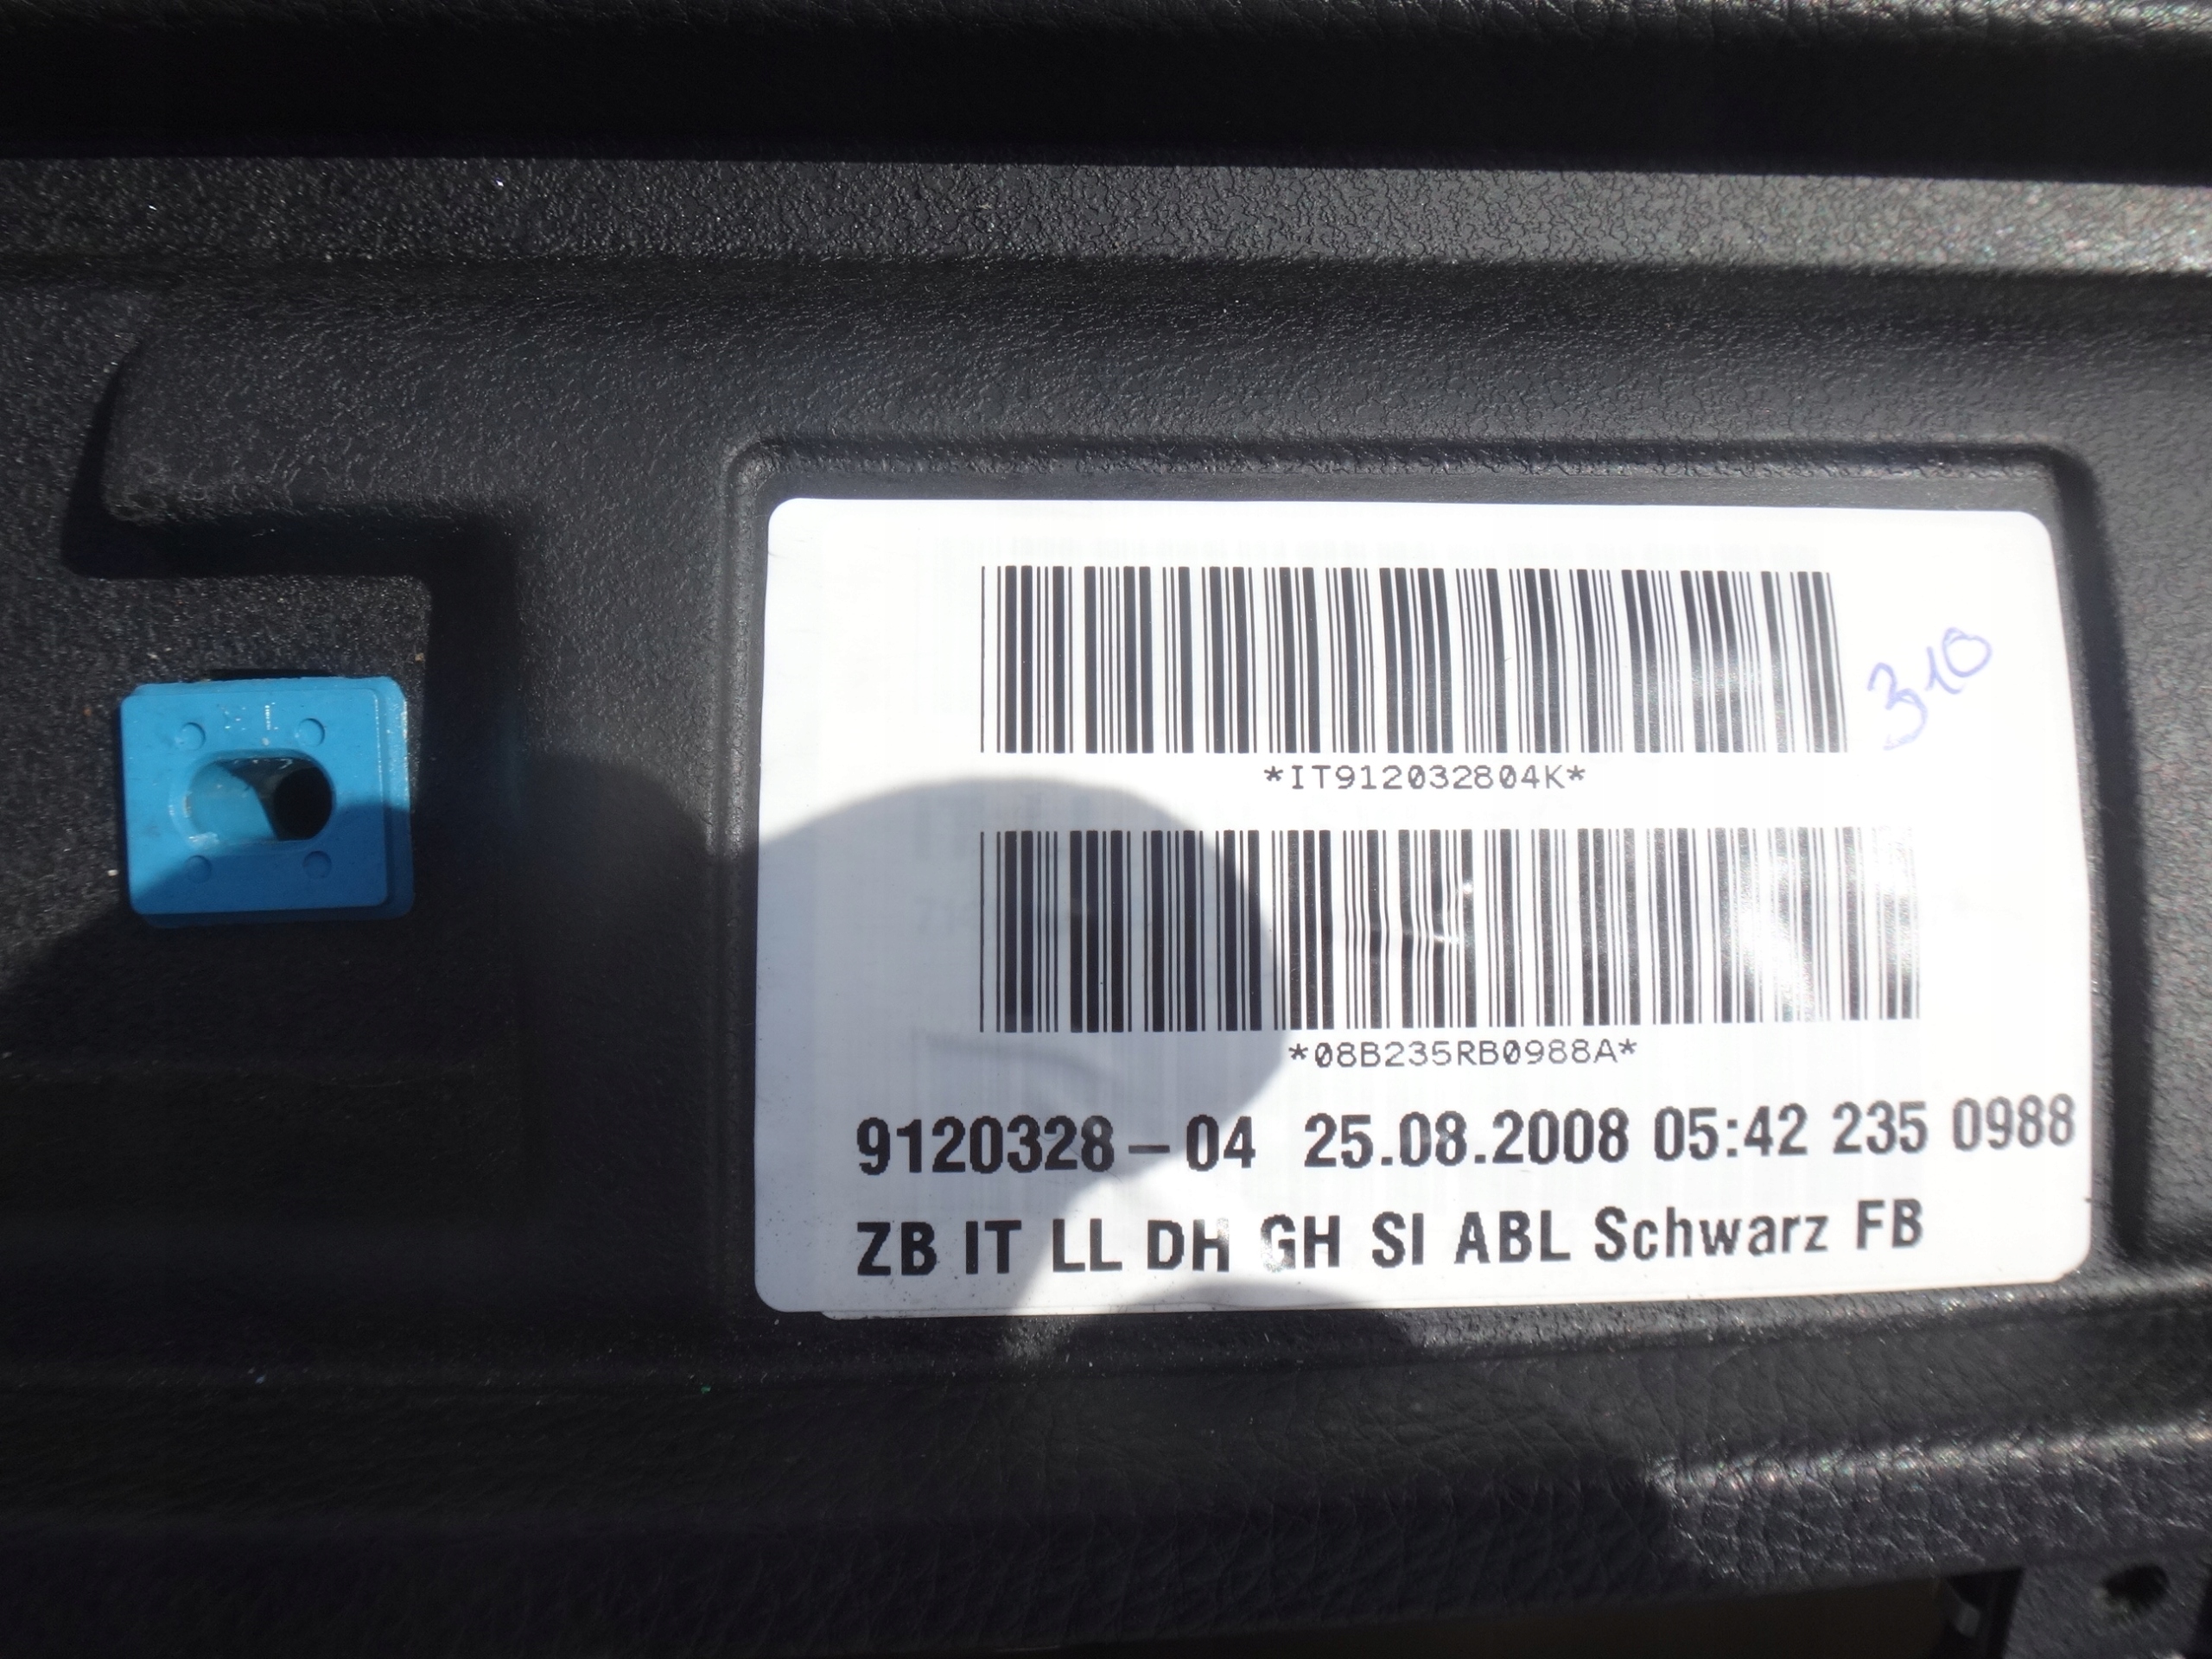 310
*IT912032804K*
*08B235RB0988A*
9120328-04 25.08.2008 05:42 235 0988
ZB IT LL DH GH SI ABL Schwarz FB